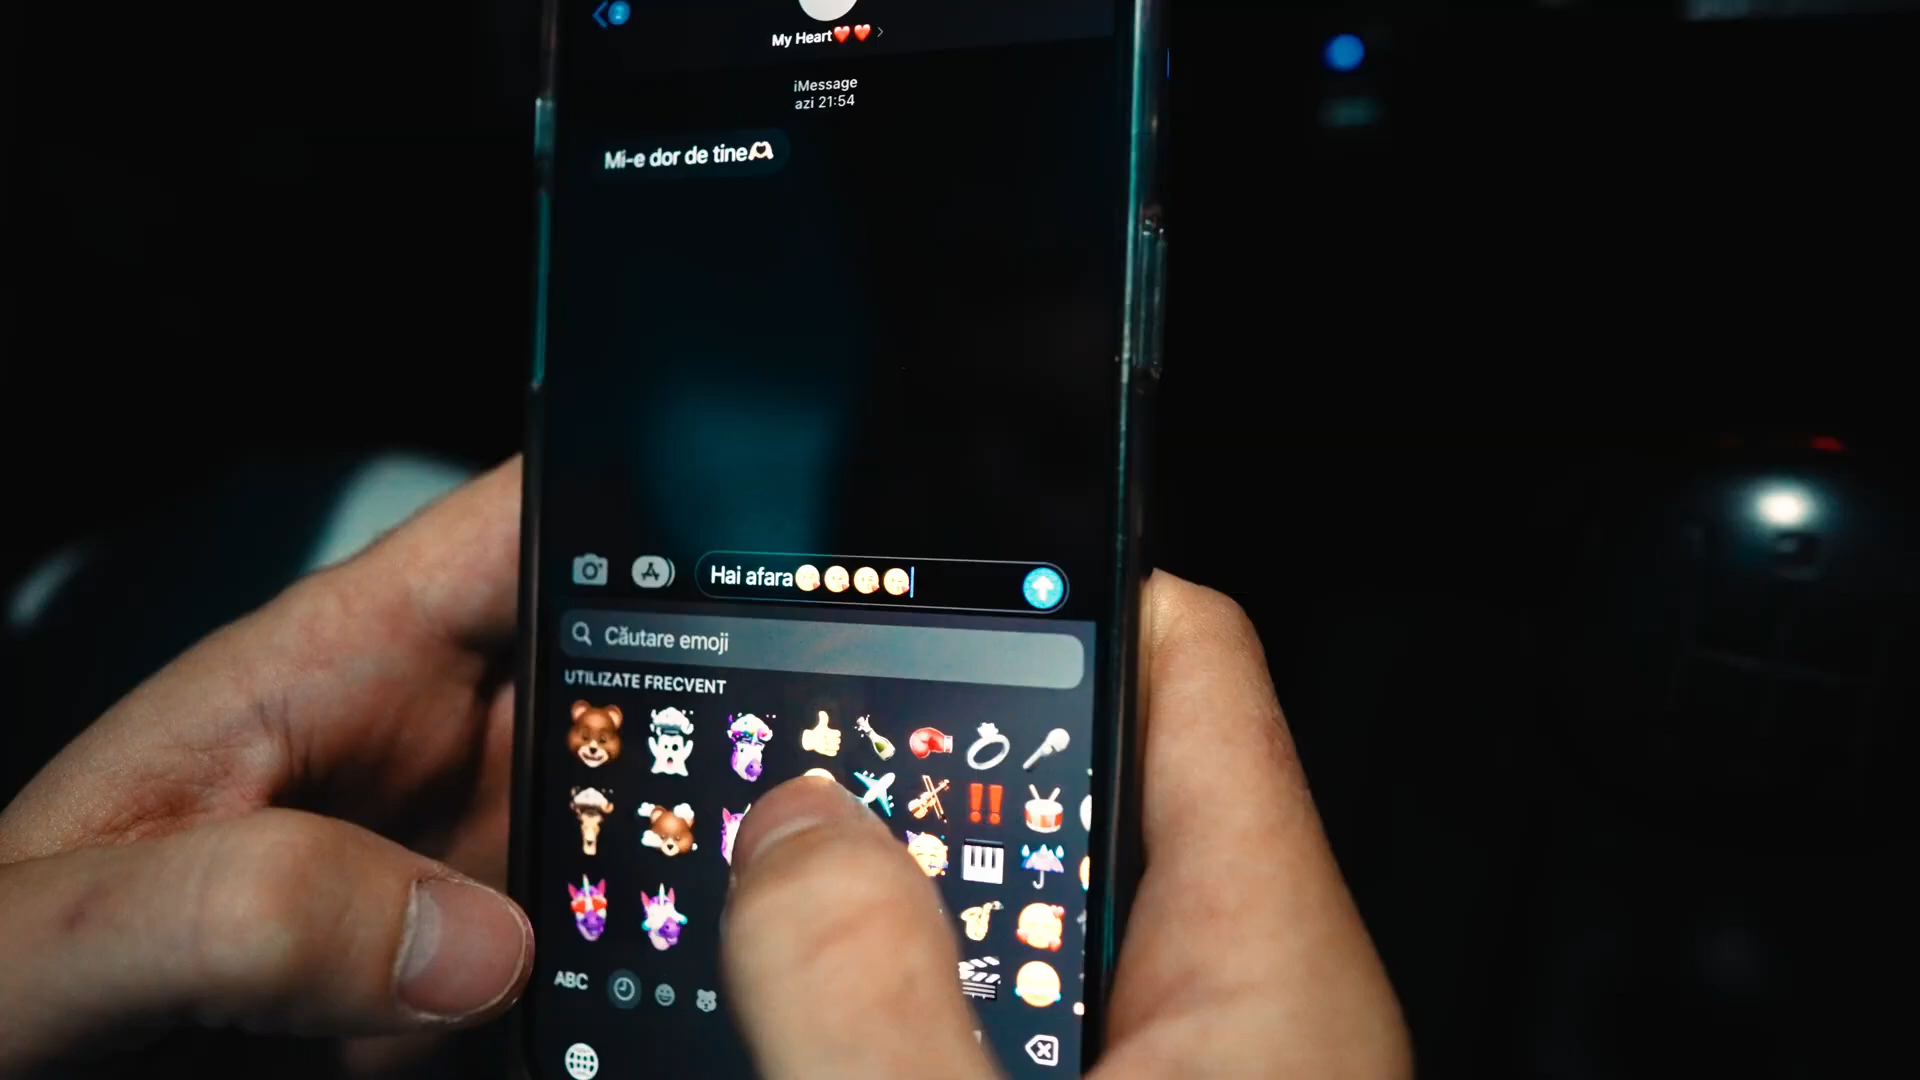 My Heart❤️❤️
iMessage
azi 21:54
Mi-e dor de tine🫶
Hai afara😘😘😘😘
Căutare emoji
UTILIZATE FRECVENT
ABC